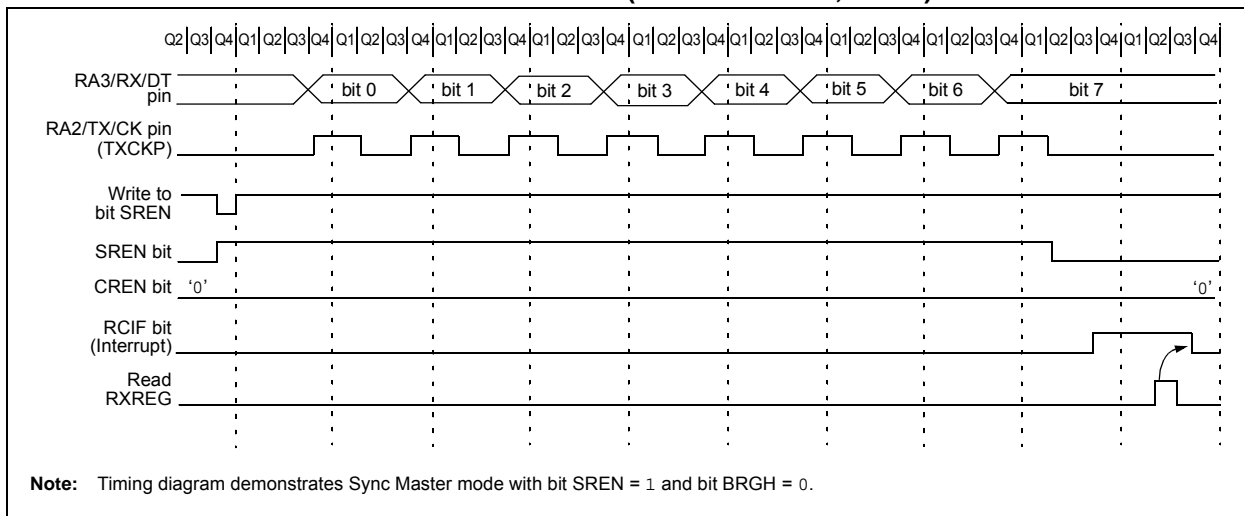 Q2 Q3 Q4 Q1 Q2 Q3 Q4 Q1 Q2 Q3 Q4 Q1 Q2 Q3 Q4 Q1 Q2 Q3 Q4 Q1 Q2 Q3 Q4 Q1 Q2 Q3 Q4 Q1 Q2 Q3 Q4 Q1 Q2 Q3 Q4 Q1 Q2 Q3 Q4 Q1 Q2 Q3 Q4
RA3/RX/DT
pin
bit 0 bit 1 bit 2 bit 3 bit 4 bit 5 bit 6 bit 7
RA2/TX/CK pin
(TXCKP)
Write to
bit SREN
SREN bit
CREN bit ‘0’ ‘0’
RCIF bit
(Interrupt)
Read
RXREG
Note: Timing diagram demonstrates Sync Master mode with bit SREN = 1 and bit BRGH = 0.